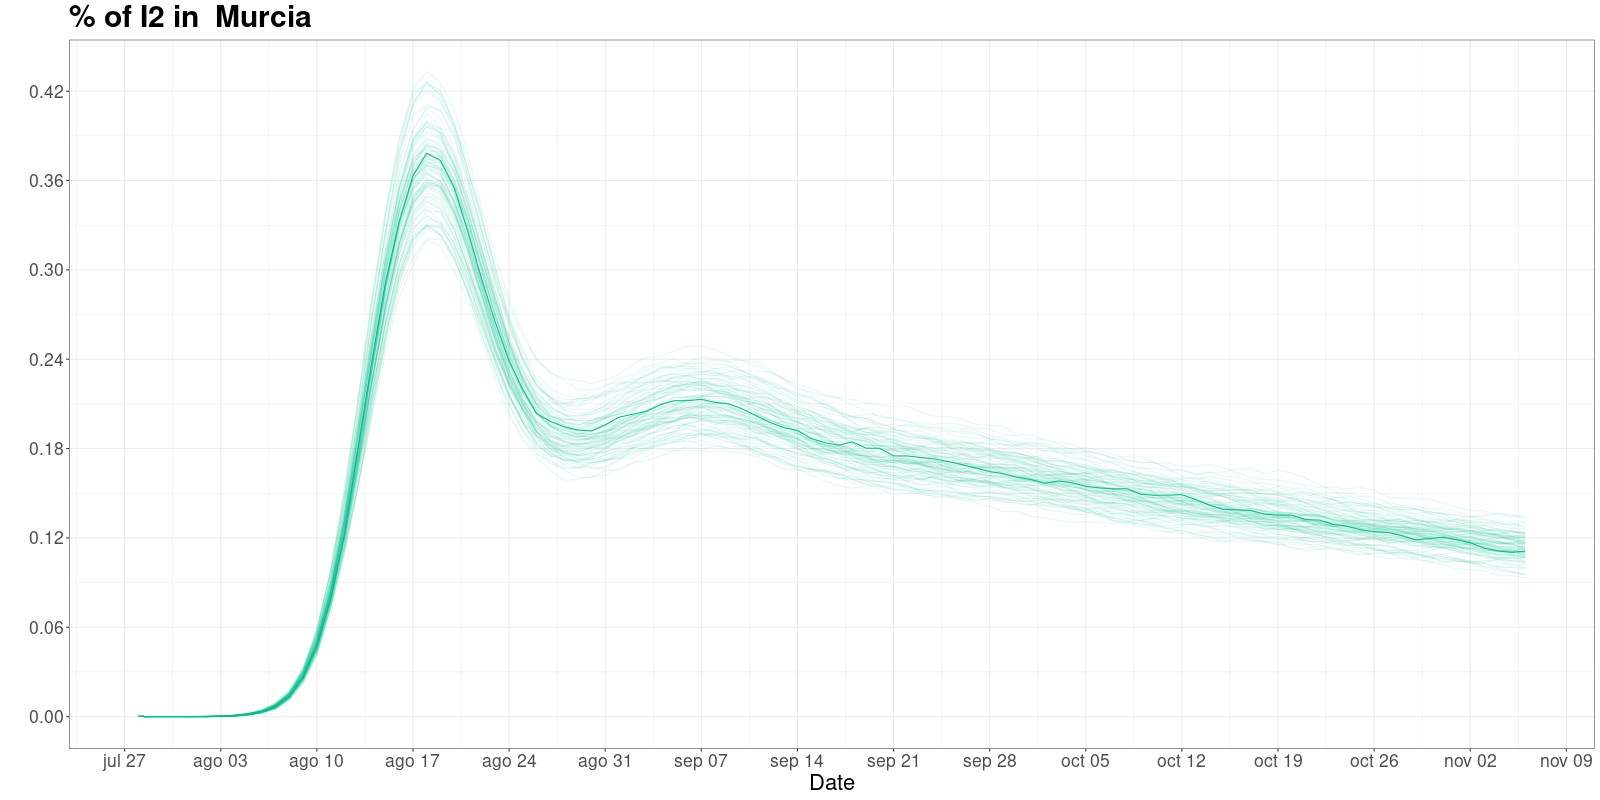 % of I2 in  Murcia
0.42
0.36
0.30
0.24
0.18
0.12
0.06
0.00
jul 27 ago 03 ago 10 ago 17 ago 24 ago 31 sep 07 sep 14 sep 21 sep 28 oct 05 oct 12 oct 19 oct 26 nov 02 nov 09
Date